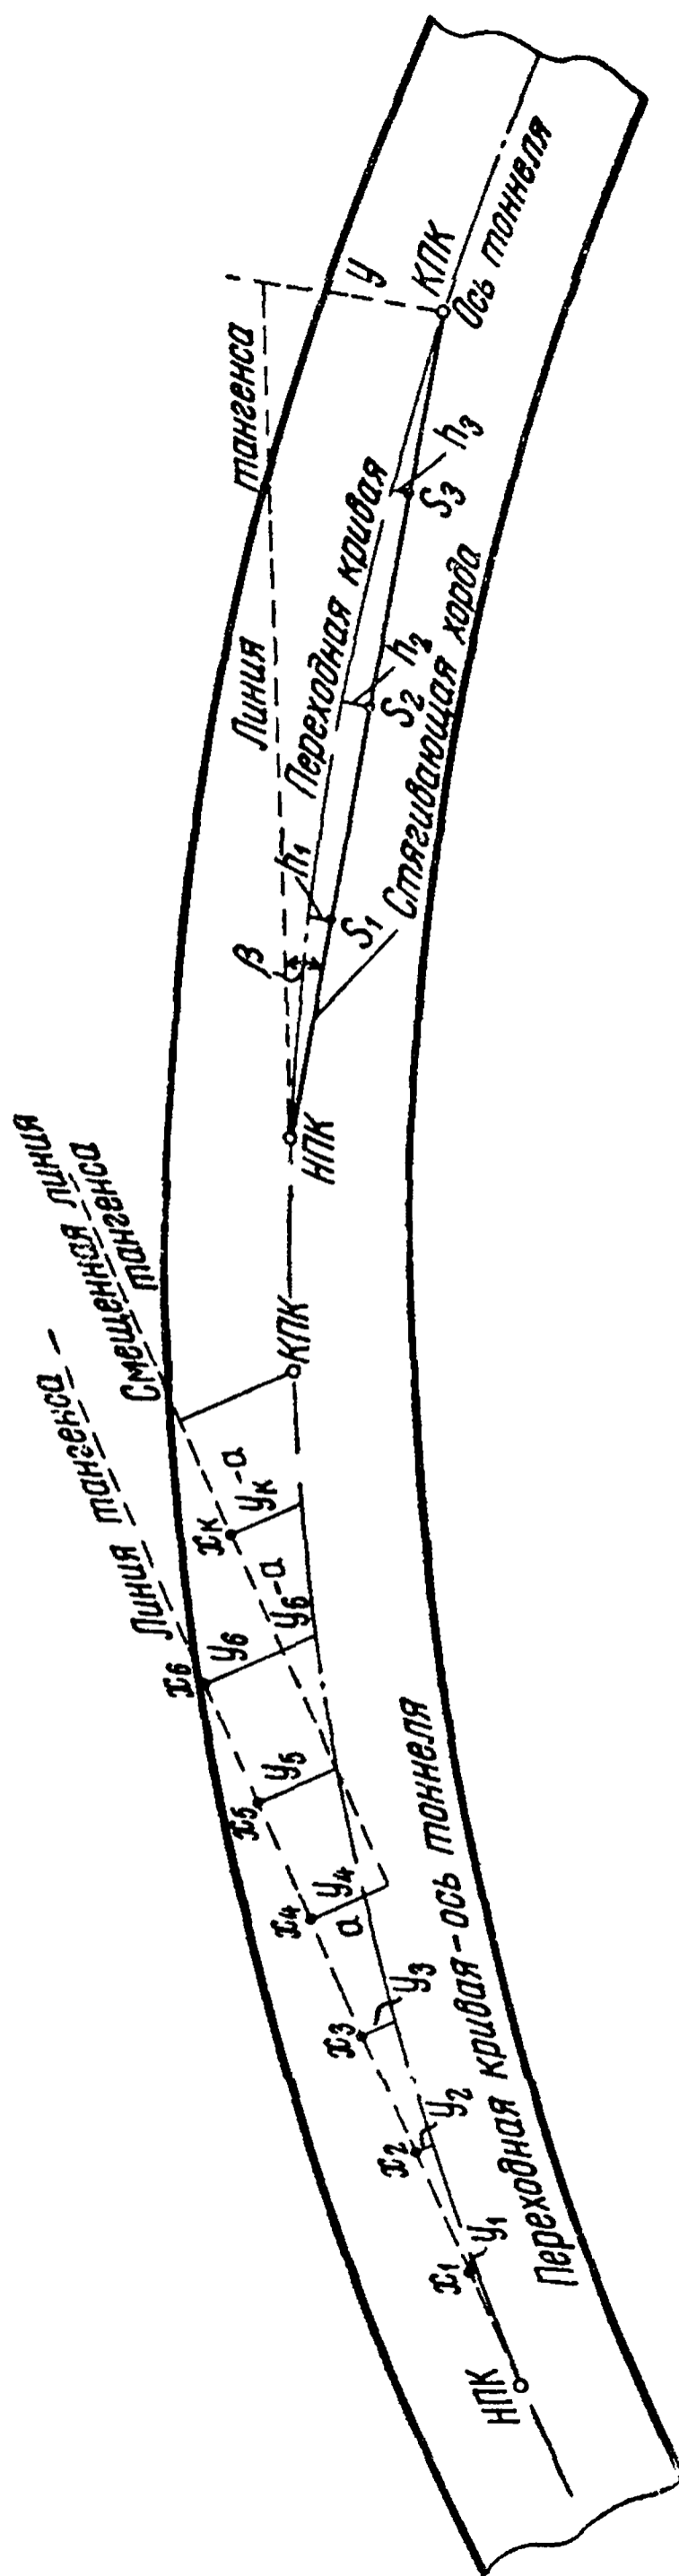 Линия тангенса -
Смещенная линия
тангенса
x₆
y₆
x_к
y_к-a
y₆-a
КПК
x₅
y₅
x₄
y₄
a
x₃
y₃
x₂
y₂
x₁
y₁
НПК
Переходная кривая-ось тоннеля
НПК
β
h₁
S₁
Стягивающая хорда
Линия
тангенса
Переходная кривая
h₂
S₂
h₃
S₃
y
КПК
Ось тоннеля